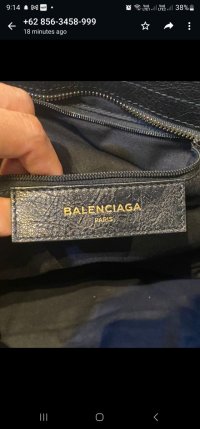 9:14
38%
+62 856-3458-999
18 minutes ago
BALENCIAGA
PARIS